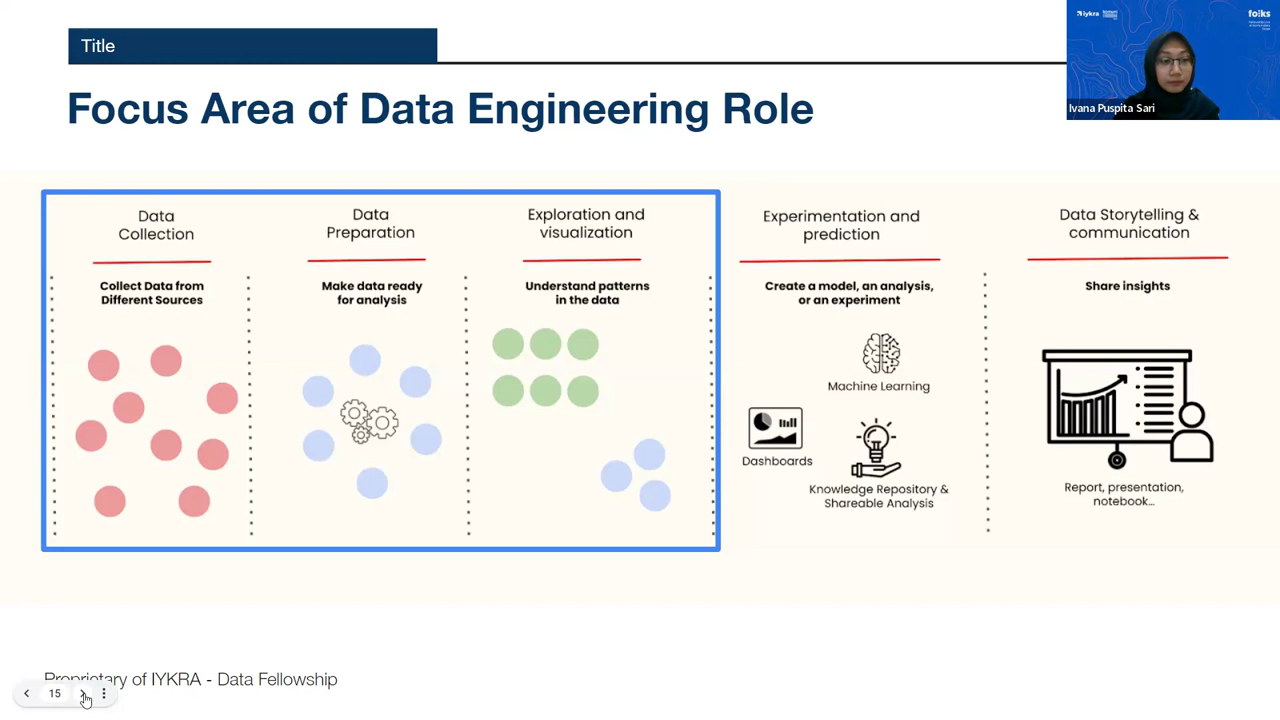 Title
Focus Area of Data Engineering Role
iykra
foiks
Ivana Puspita Sari
Data
Collection
Collect Data from
Different Sources
Data
Preparation
Make data ready
for analysis
Exploration and
visualization
Understand patterns
in the data
Experimentation and
prediction
Create a model, an analysis,
or an experiment
Machine Learning
Dashboards
Knowledge Repository &
Shareable Analysis
Data Storytelling &
communication
Share insights
Report, presentation,
notebook...
Proprietary of IYKRA - Data Fellowship
15